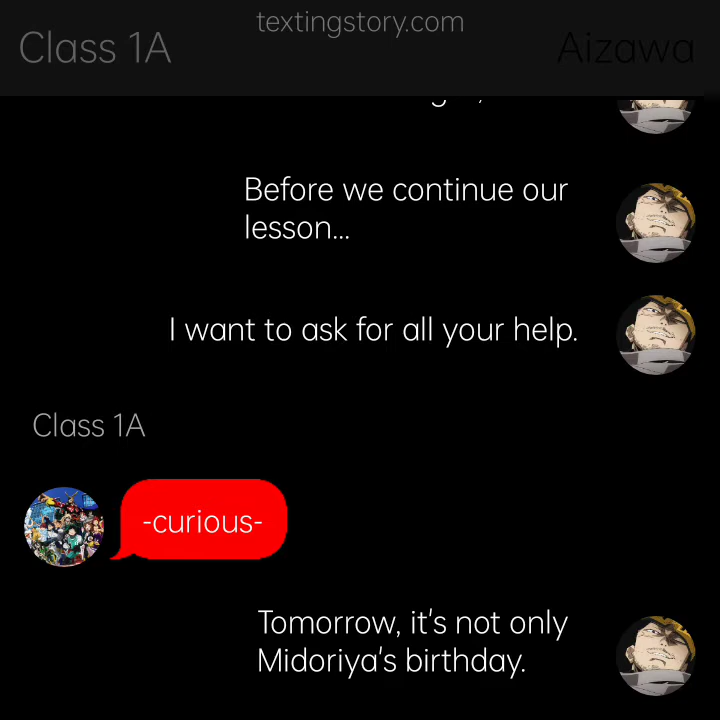 textingstory.com
Class 1A
Aizawa
Before we continue our
lesson...
I want to ask for all your help.
Class 1A
-curious-
Tomorrow, it's not only
Midoriya's birthday.